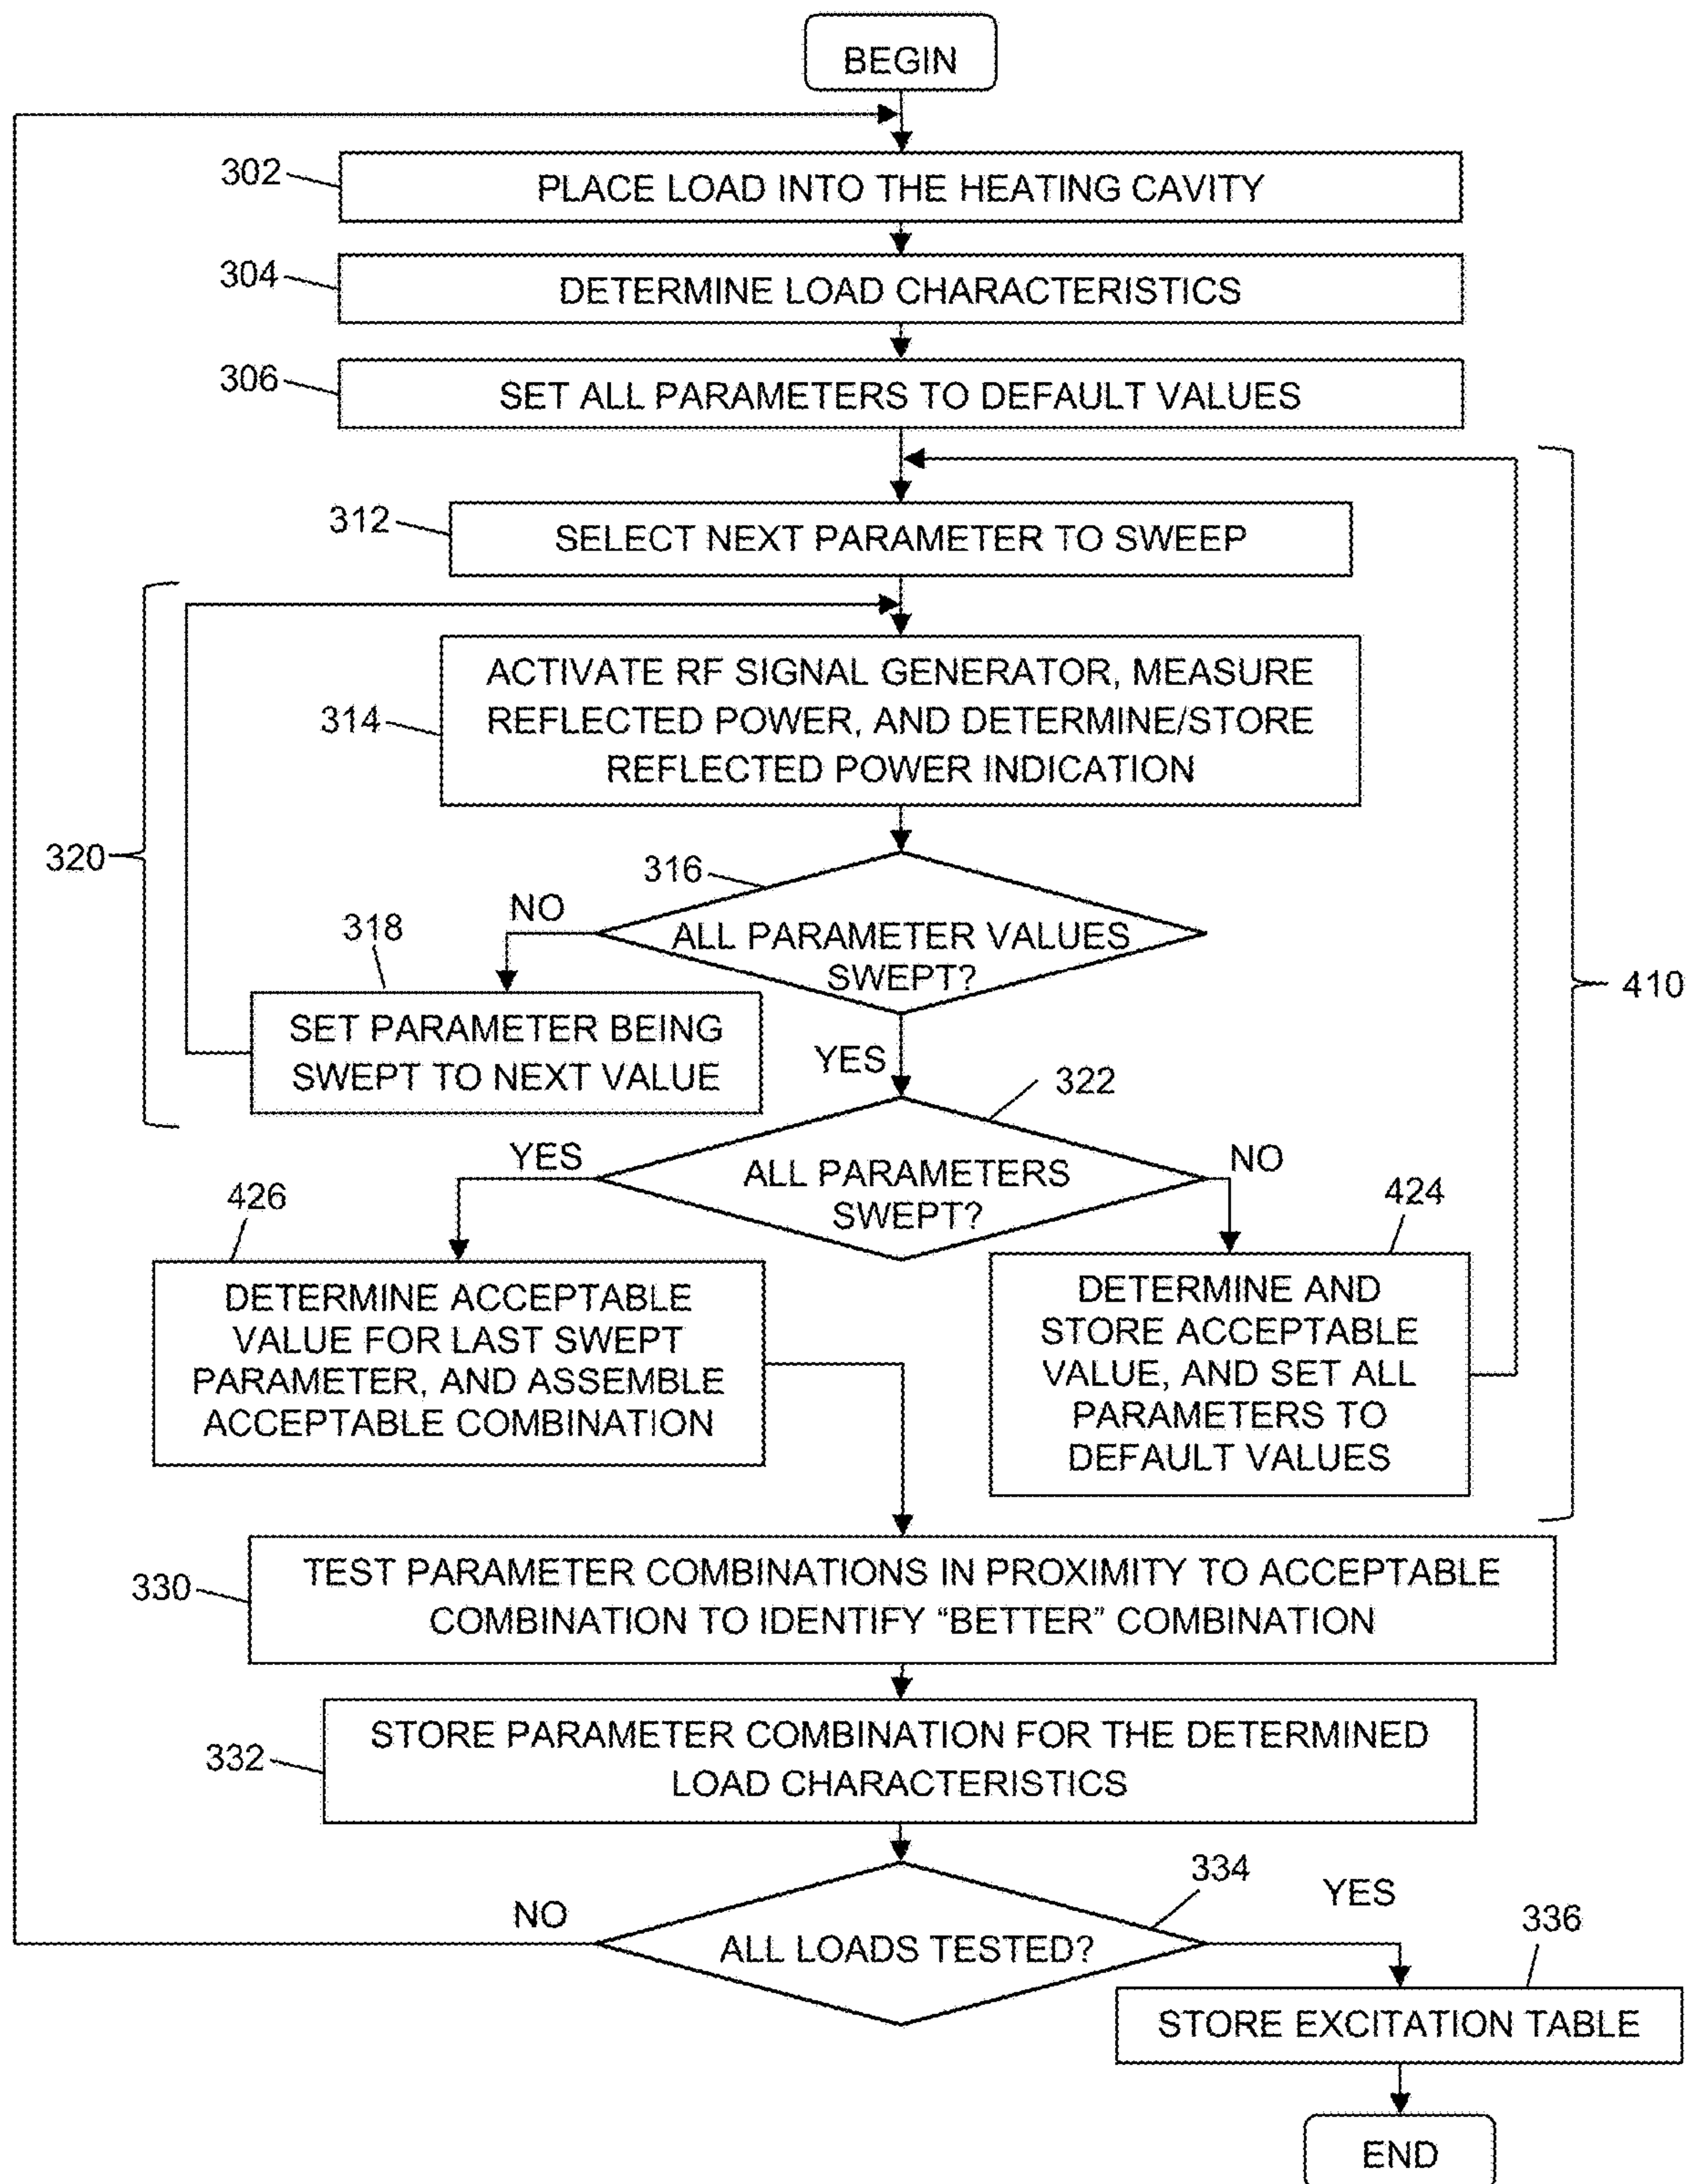 BEGIN
302
PLACE LOAD INTO THE HEATING CAVITY
304
DETERMINE LOAD CHARACTERISTICS
306
SET ALL PARAMETERS TO DEFAULT VALUES
312
SELECT NEXT PARAMETER TO SWEEP
314
ACTIVATE RF SIGNAL GENERATOR, MEASURE
REFLECTED POWER, AND DETERMINE/STORE
REFLECTED POWER INDICATION
320
316
NO
ALL PARAMETER VALUES
SWEPT?
318
SET PARAMETER BEING
SWEPT TO NEXT VALUE
410
YES
322
YES
ALL PARAMETERS
SWEPT?
NO
426
DETERMINE ACCEPTABLE
VALUE FOR LAST SWEPT
PARAMETER, AND ASSEMBLE
ACCEPTABLE COMBINATION
424
DETERMINE AND
STORE ACCEPTABLE
VALUE, AND SET ALL
PARAMETERS TO
DEFAULT VALUES
330
TEST PARAMETER COMBINATIONS IN PROXIMITY TO ACCEPTABLE
COMBINATION TO IDENTIFY “BETTER” COMBINATION
332
STORE PARAMETER COMBINATION FOR THE DETERMINED
LOAD CHARACTERISTICS
334
NO
ALL LOADS TESTED?
YES
336
STORE EXCITATION TABLE
END